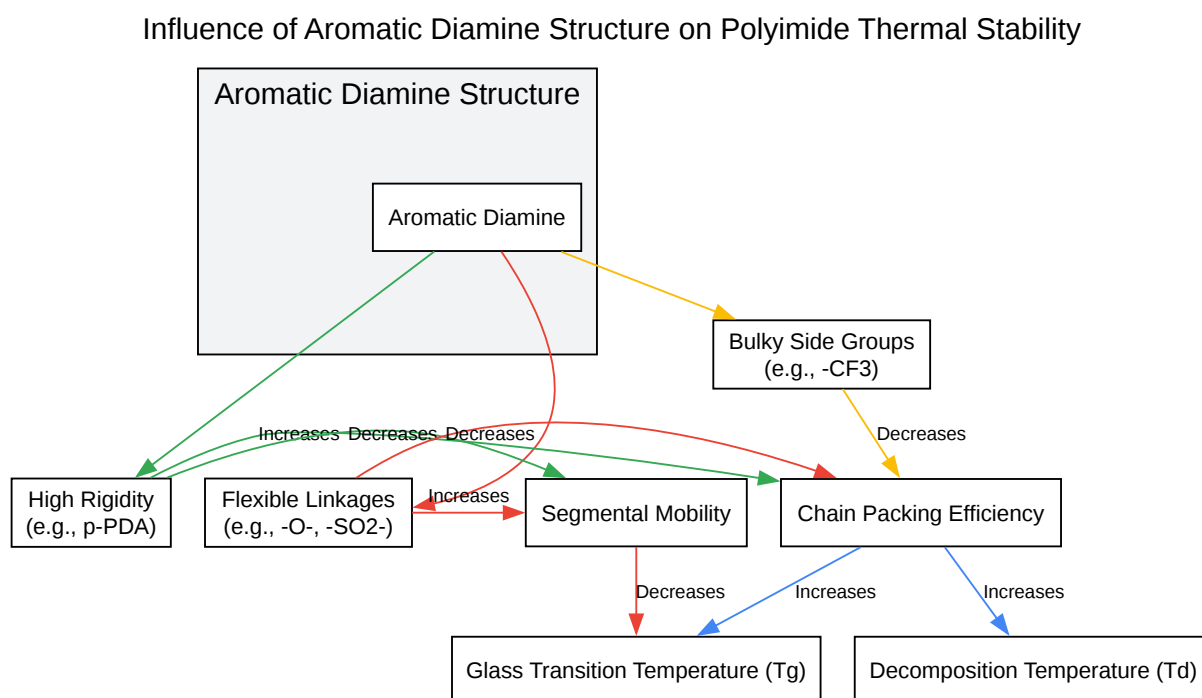 Influence of Aromatic Diamine Structure on Polyimide Thermal Stability
Aromatic Diamine Structure
Aromatic Diamine
Bulky Side Groups
(e.g., -CF3)
Increases
Decreases
Decreases
Decreases
High Rigidity
(e.g., p-PDA)
Flexible Linkages
(e.g., -O-, -SO2-)
Increases
Segmental Mobility
Chain Packing Efficiency
Decreases
Increases
Increases
Glass Transition Temperature (Tg)
Decomposition Temperature (Td)